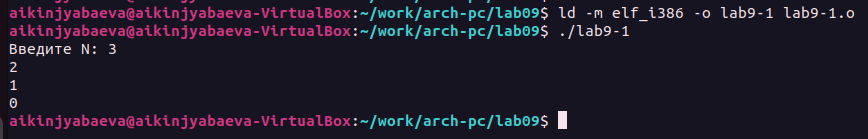 aikinjyabaeva@aikinjyabaeva-VirtualBox:~/work/arch-pc/lab09$ ld -m elf_i386 -o lab9-1 lab9-1.o
aikinjyabaeva@aikinjyabaeva-VirtualBox:~/work/arch-pc/lab09$ ./lab9-1
Введите N: 3
2
1
0
aikinjyabaeva@aikinjyabaeva-VirtualBox:~/work/arch-pc/lab09$